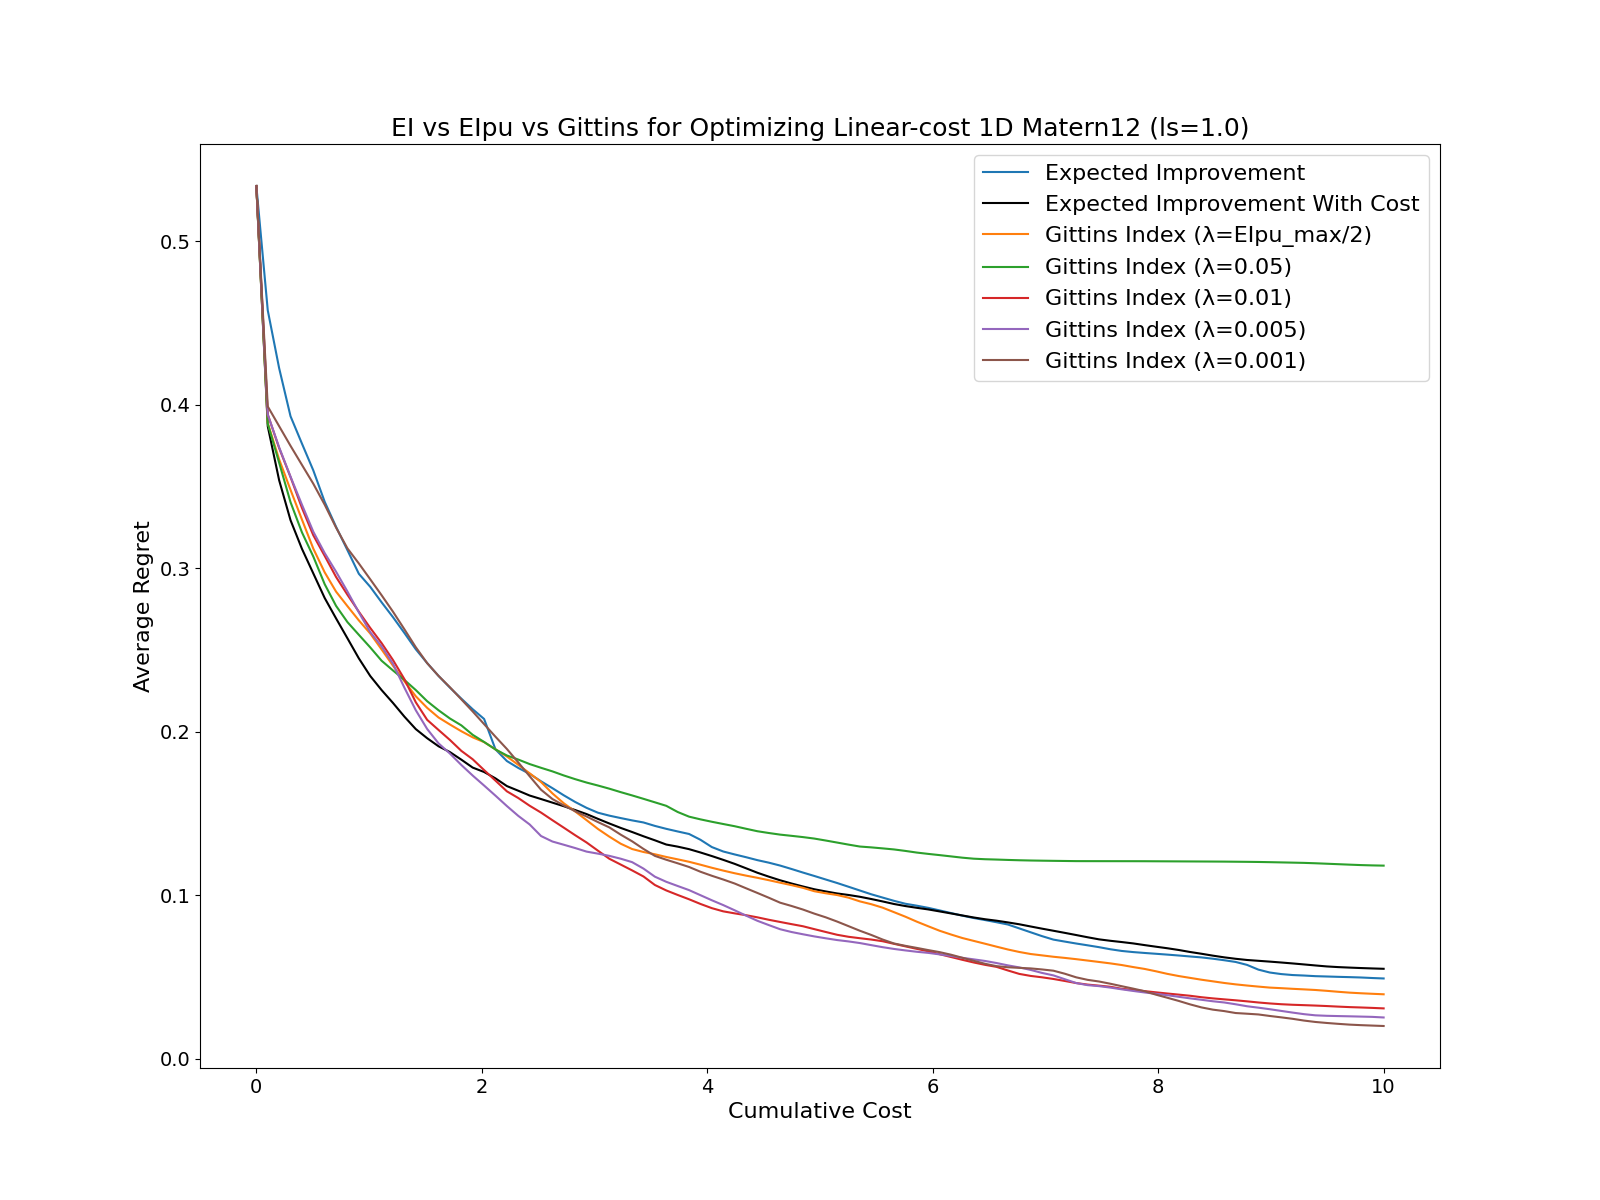 EI vs EIpu vs Gittins for Optimizing Linear-cost 1D Matern12 (ls=1.0)
Expected Improvement
Expected Improvement With Cost
Gittins Index (λ=EIpu_max/2)
Gittins Index (λ=0.05)
Gittins Index (λ=0.01)
Gittins Index (λ=0.005)
Gittins Index (λ=0.001)
Average Regret
0.5
0.4
0.3
0.2
0.1
0.0
0 2 4 6 8 10
Cumulative Cost